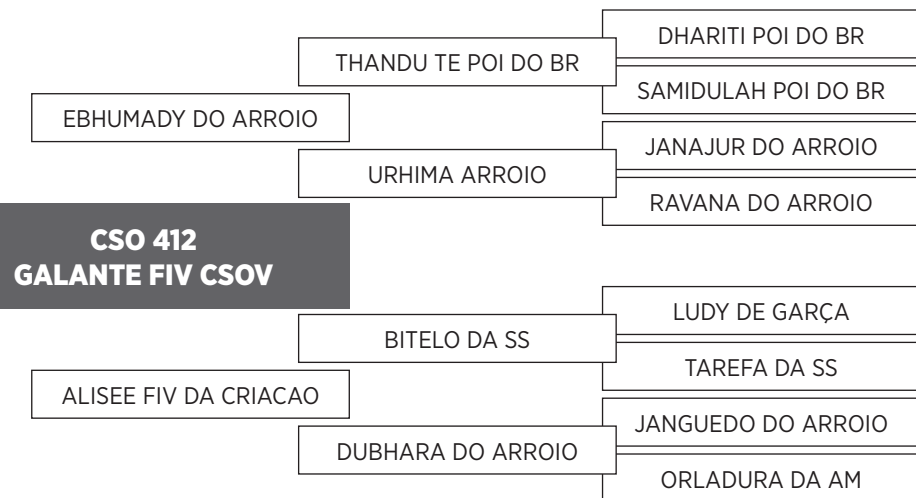 DHARITI POI DO BR
THANDU TE POI DO BR
SAMIDULAH POI DO BR
EBHUMADY DO ARROIO
JANAJUR DO ARROIO
URHIMA ARROIO
RAVANA DO ARROIO
CSO 412
GALANTE FIV CSOV
LUDY DE GARÇA
BITELO DA SS
TAREFA DA SS
ALISEE FIV DA CRIACAO
JANGUEDO DO ARROIO
DUBHARA DO ARROIO
ORLADURA DA AM